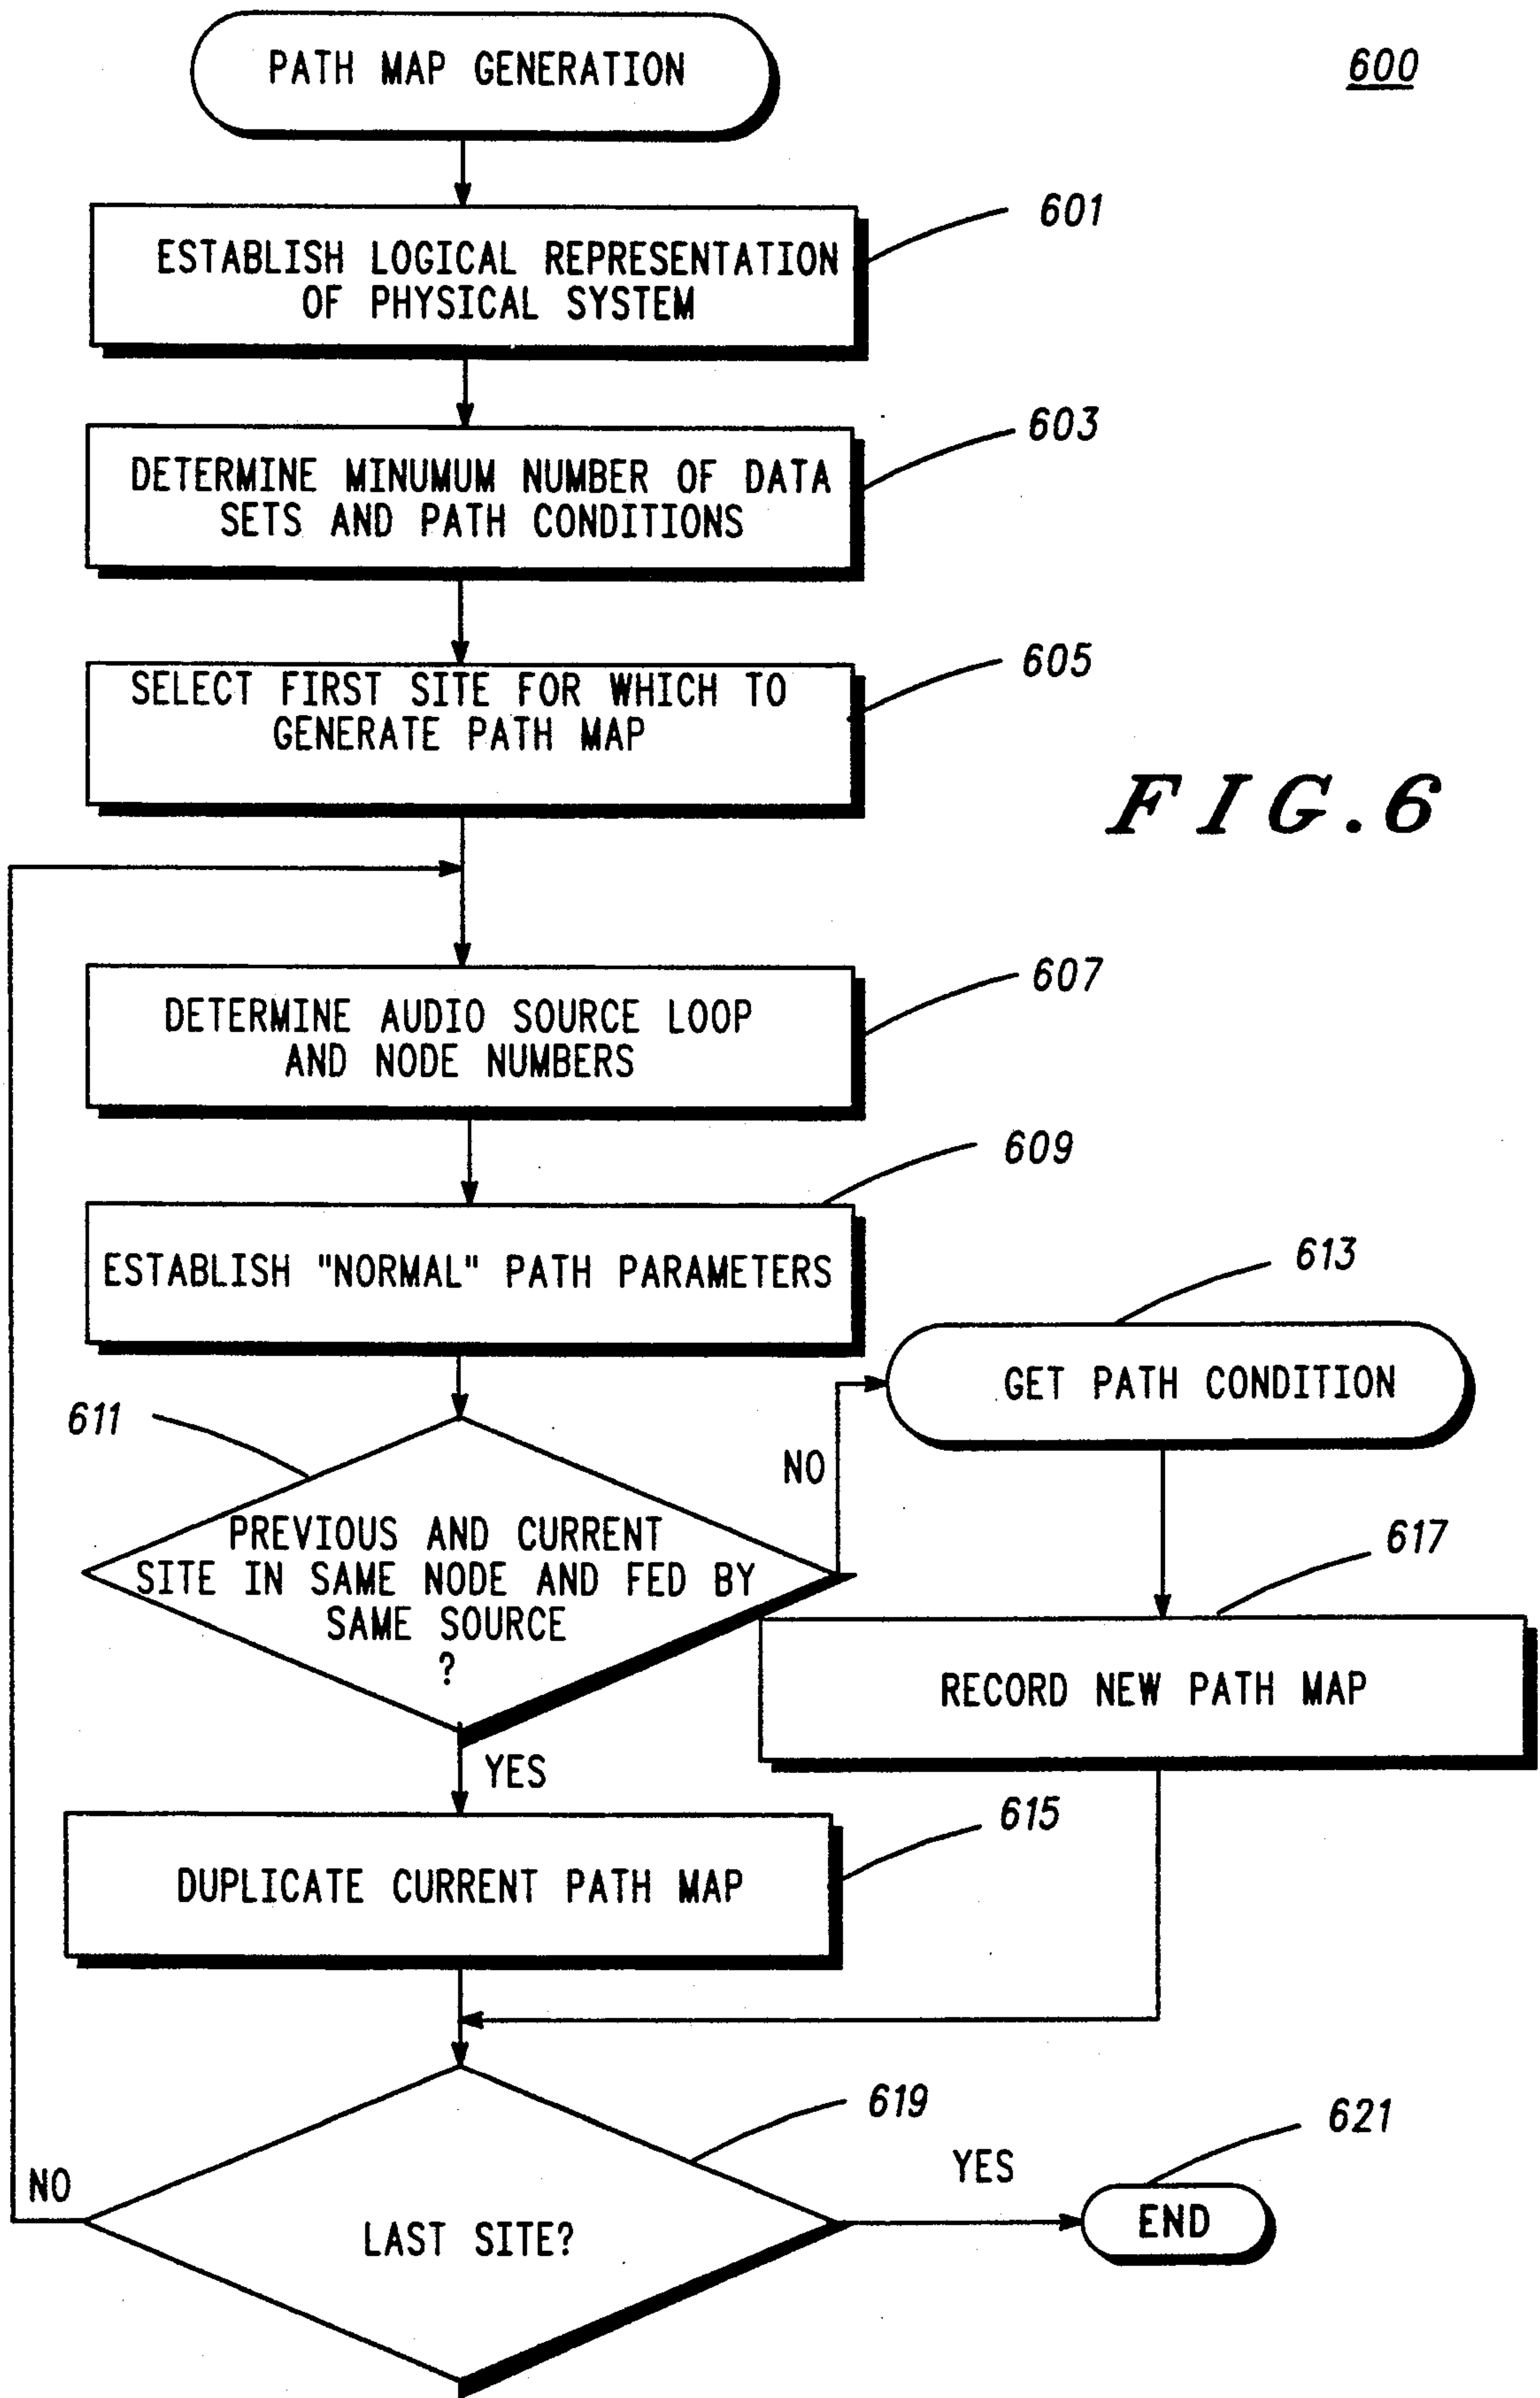 PATH MAP GENERATION
600
601
ESTABLISH LOGICAL REPRESENTATION
OF PHYSICAL SYSTEM
603
DETERMINE MINUMUM NUMBER OF DATA
SETS AND PATH CONDITIONS
605
SELECT FIRST SITE FOR WHICH TO
GENERATE PATH MAP
FIG.6
607
DETERMINE AUDIO SOURCE LOOP
AND NODE NUMBERS
609
ESTABLISH "NORMAL" PATH PARAMETERS
613
GET PATH CONDITION
611
NO
PREVIOUS AND CURRENT
SITE IN SAME NODE AND FED BY
SAME SOURCE
?
617
RECORD NEW PATH MAP
YES
615
DUPLICATE CURRENT PATH MAP
619
621
YES
NO
LAST SITE?
END